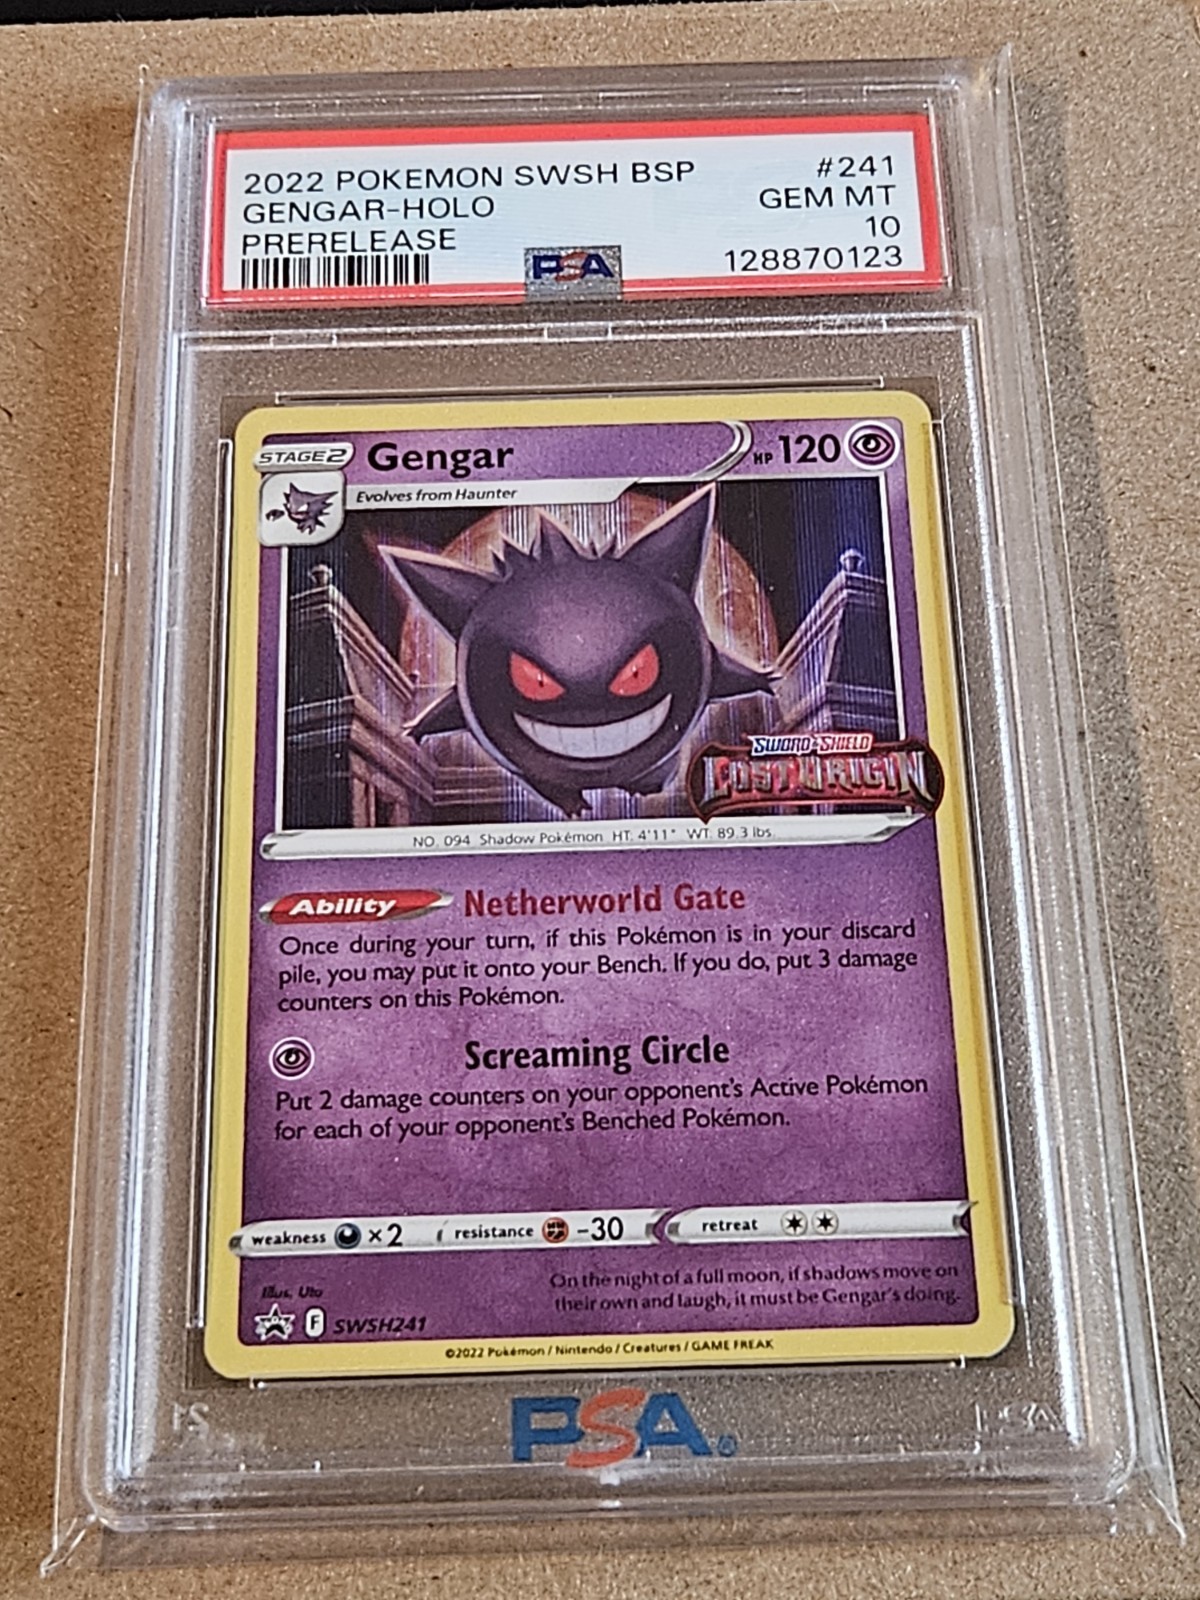 2022 POKEMON SWSH BSP #241
GENGAR-HOLO GEM MT
PRERELEASE 10
PSA 128870123
STAGE 2 Gengar HP 120
Evolves from Haunter
SWORD & SHIELD
LOST ORIGIN
NO. 094 Shadow Pokémon HT: 4'11" WT: 89.3 lbs.
Ability Netherworld Gate
Once during your turn, if this Pokémon is in your discard
pile, you may put it onto your Bench. If you do, put 3 damage
counters on this Pokémon.
Screaming Circle
Put 2 damage counters on your opponent's Active Pokémon
for each of your opponent's Benched Pokémon.
weakness ×2 resistance -30 retreat
Illus. Uto
On the night of a full moon, if shadows move on
their own and laugh, it must be Gengar's doing.
F SWSH241
©2022 Pokémon / Nintendo / Creatures / GAME FREAK
PSA®